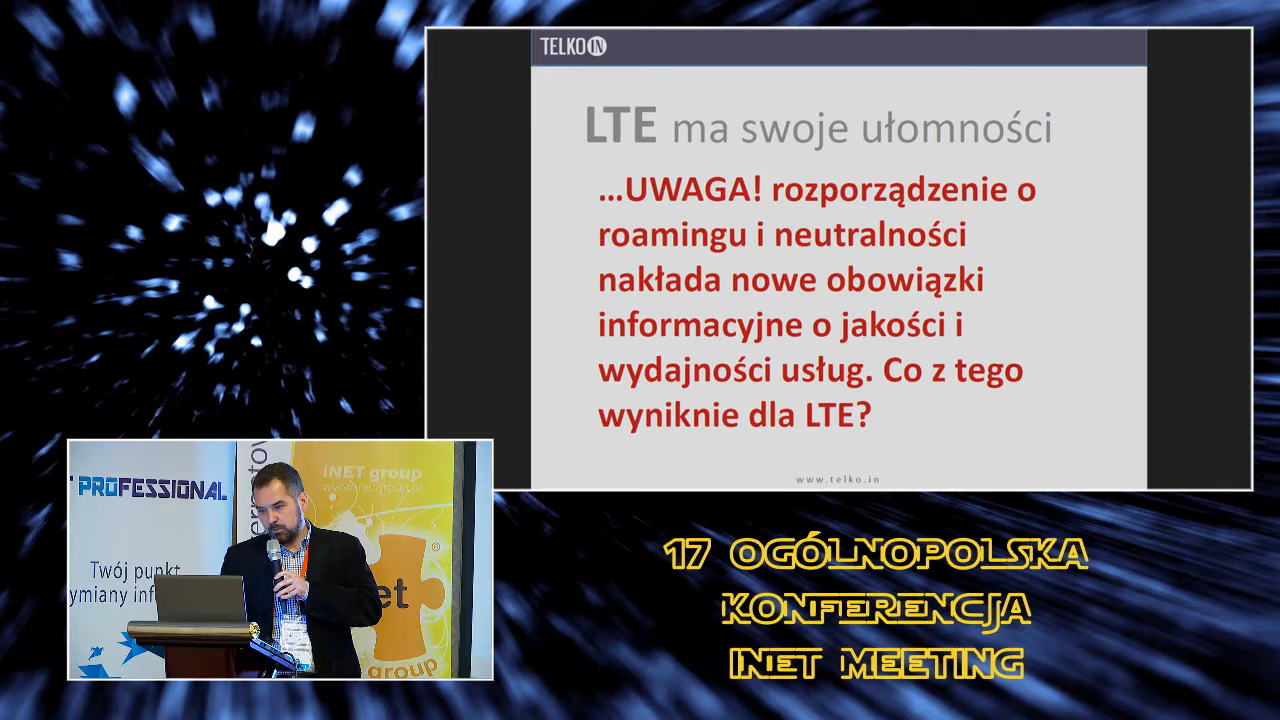 TELKO IN
LTE ma swoje ułomności
...UWAGA! rozporządzenie o
roamingu i neutralności
nakłada nowe obowiązki
informacyjne o jakości i
wydajności usług. Co z tego
wyniknie dla LTE?
www.telko.in
PROFESSIONAL
Twój punkt
iNET group
www.inetgroup.pl
®
et
group
17 OGÓLNOPOLSKA
KONFERENCJA
INET MEETING